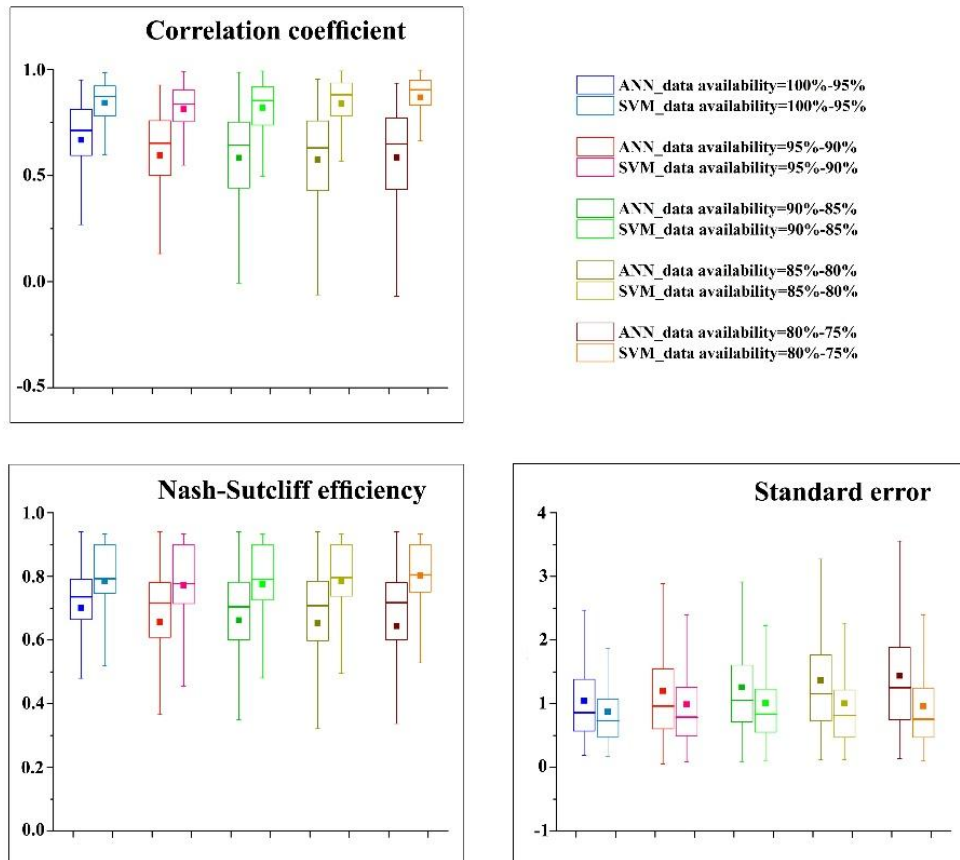 Correlation coefficient
1.0
0.5
0.0
-0.5
ANN_data availability=100%-95%
SVM_data availability=100%-95%
ANN_data availability=95%-90%
SVM_data availability=95%-90%
ANN_data availability=90%-85%
SVM_data availability=90%-85%
ANN_data availability=85%-80%
SVM_data availability=85%-80%
ANN_data availability=80%-75%
SVM_data availability=80%-75%
Nash-Sutcliff efficiency
1.0
0.8
0.6
0.4
0.2
0.0
Standard error
4
3
2
1
0
-1